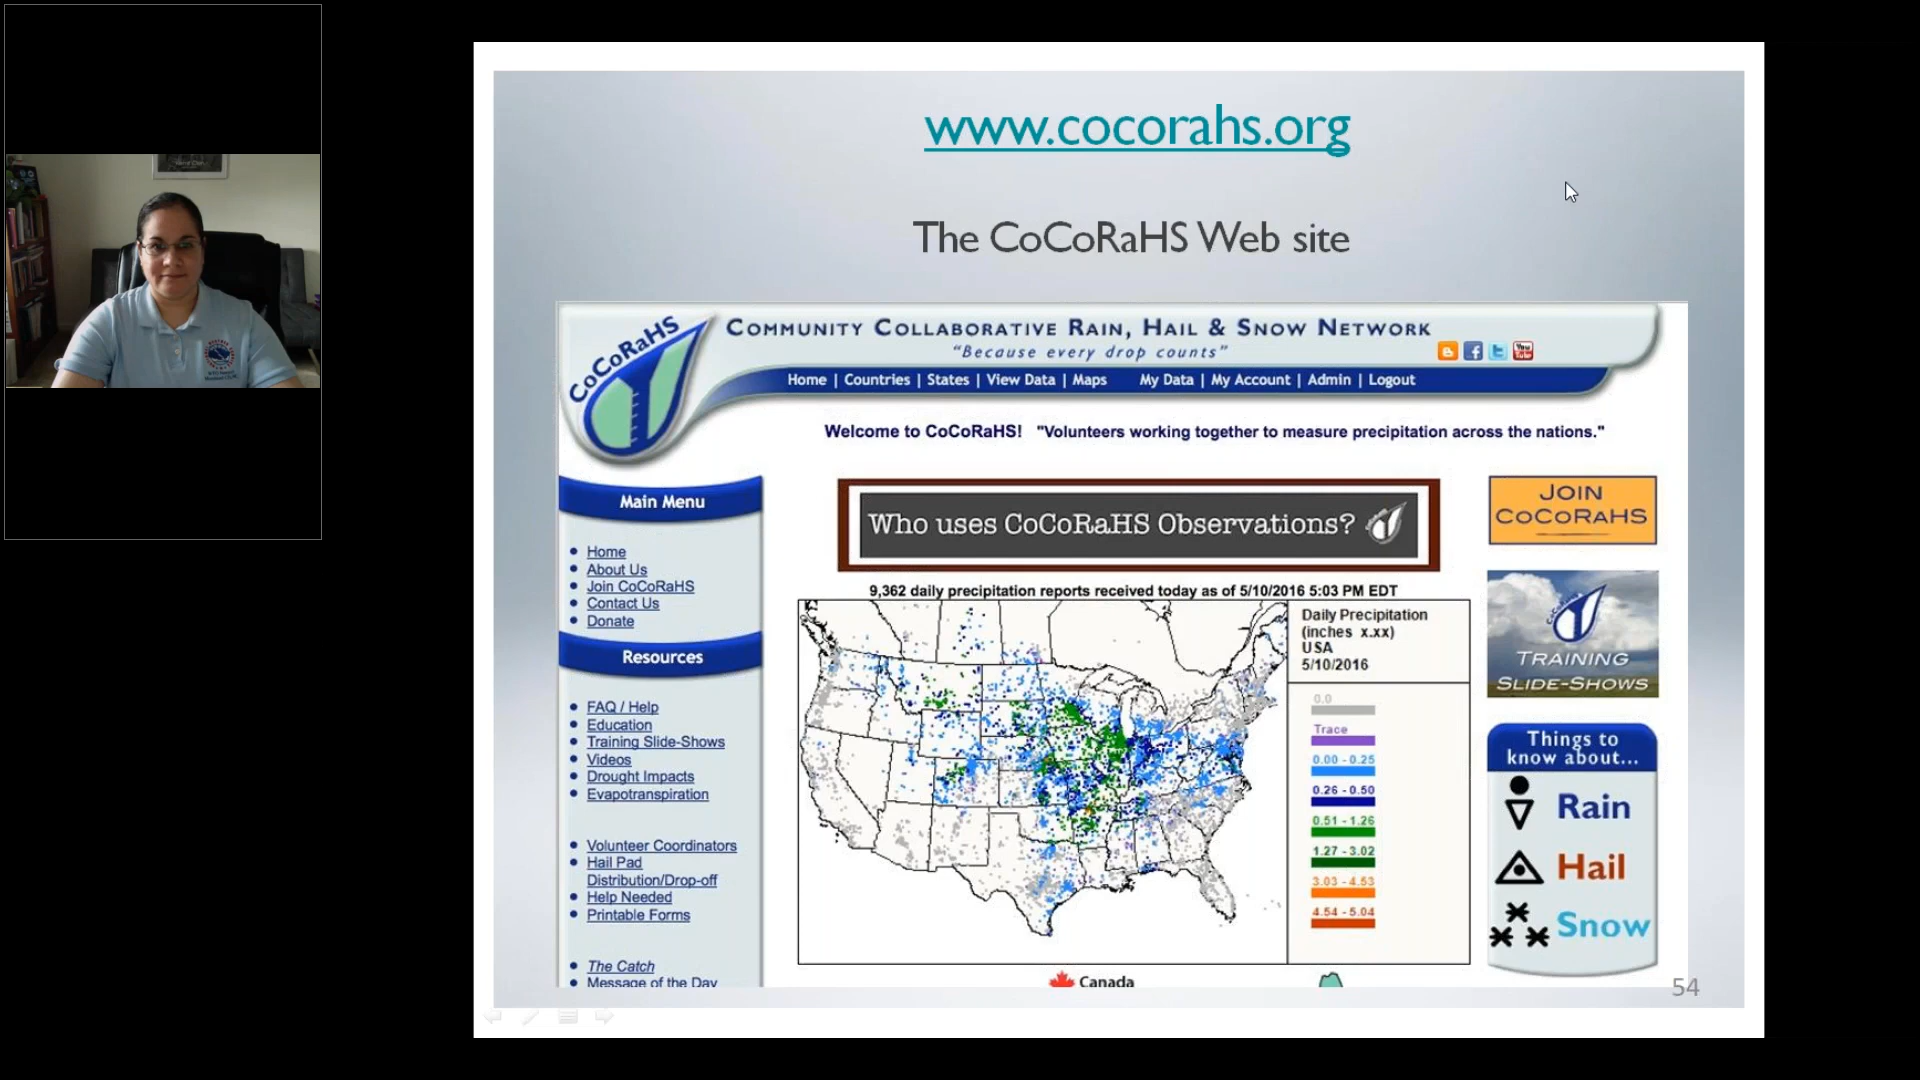 www.cocorahs.org
The CoCoRaHS Web site
CoCoRaHS
COMMUNITY COLLABORATIVE RAIN, HAIL & SNOW NETWORK
"Because every drop counts"
Home | Countries | States | View Data | Maps My Data | My Account | Admin | Logout
Welcome to CoCoRaHS! "Volunteers working together to measure precipitation across the nations."
Main Menu
Home
About Us
Join CoCoRaHS
Contact Us
Donate
Resources
FAQ / Help
Education
Training Slide-Shows
Videos
Drought Impacts
Evapotranspiration
Volunteer Coordinators
Hail Pad
Distribution/Drop-off
Help Needed
Printable Forms
The Catch
Message of the Day
Who uses CoCoRaHS Observations?
9,362 daily precipitation reports received today as of 5/10/2016 5:03 PM EDT
Daily Precipitation
(inches x.xx)
USA
5/10/2016
0.0
Trace
0.00 - 0.25
0.26 - 0.50
0.51 - 1.26
1.27 - 3.02
3.03 - 4.53
4.54 - 5.04
Canada
JOIN
COCORAHS
TRAINING
SLIDE-SHOWS
Things to
know about...
Rain
Hail
Snow
54